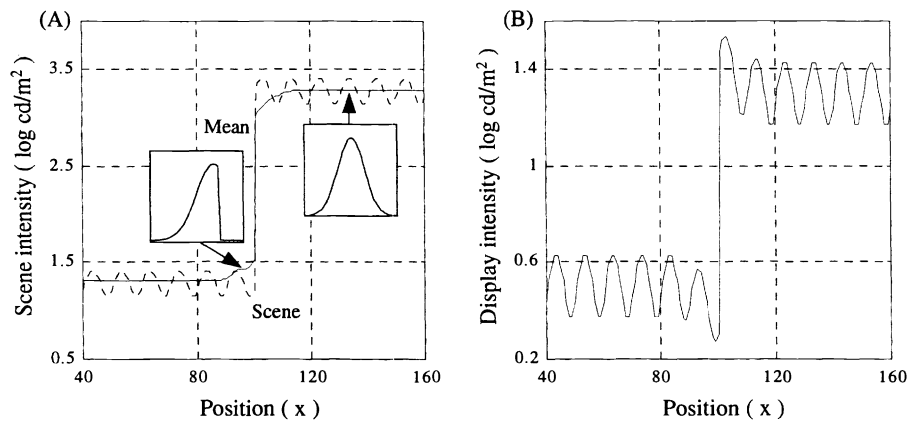 (A)
Scene intensity ( log cd/m²)
3.5
2.5
1.5
0.5
Mean
Scene
40
80
120
160
Position ( x )
(B)
Display intensity ( log cd/m²)
1.4
1
0.6
0.2
40
80
120
160
Position ( x )